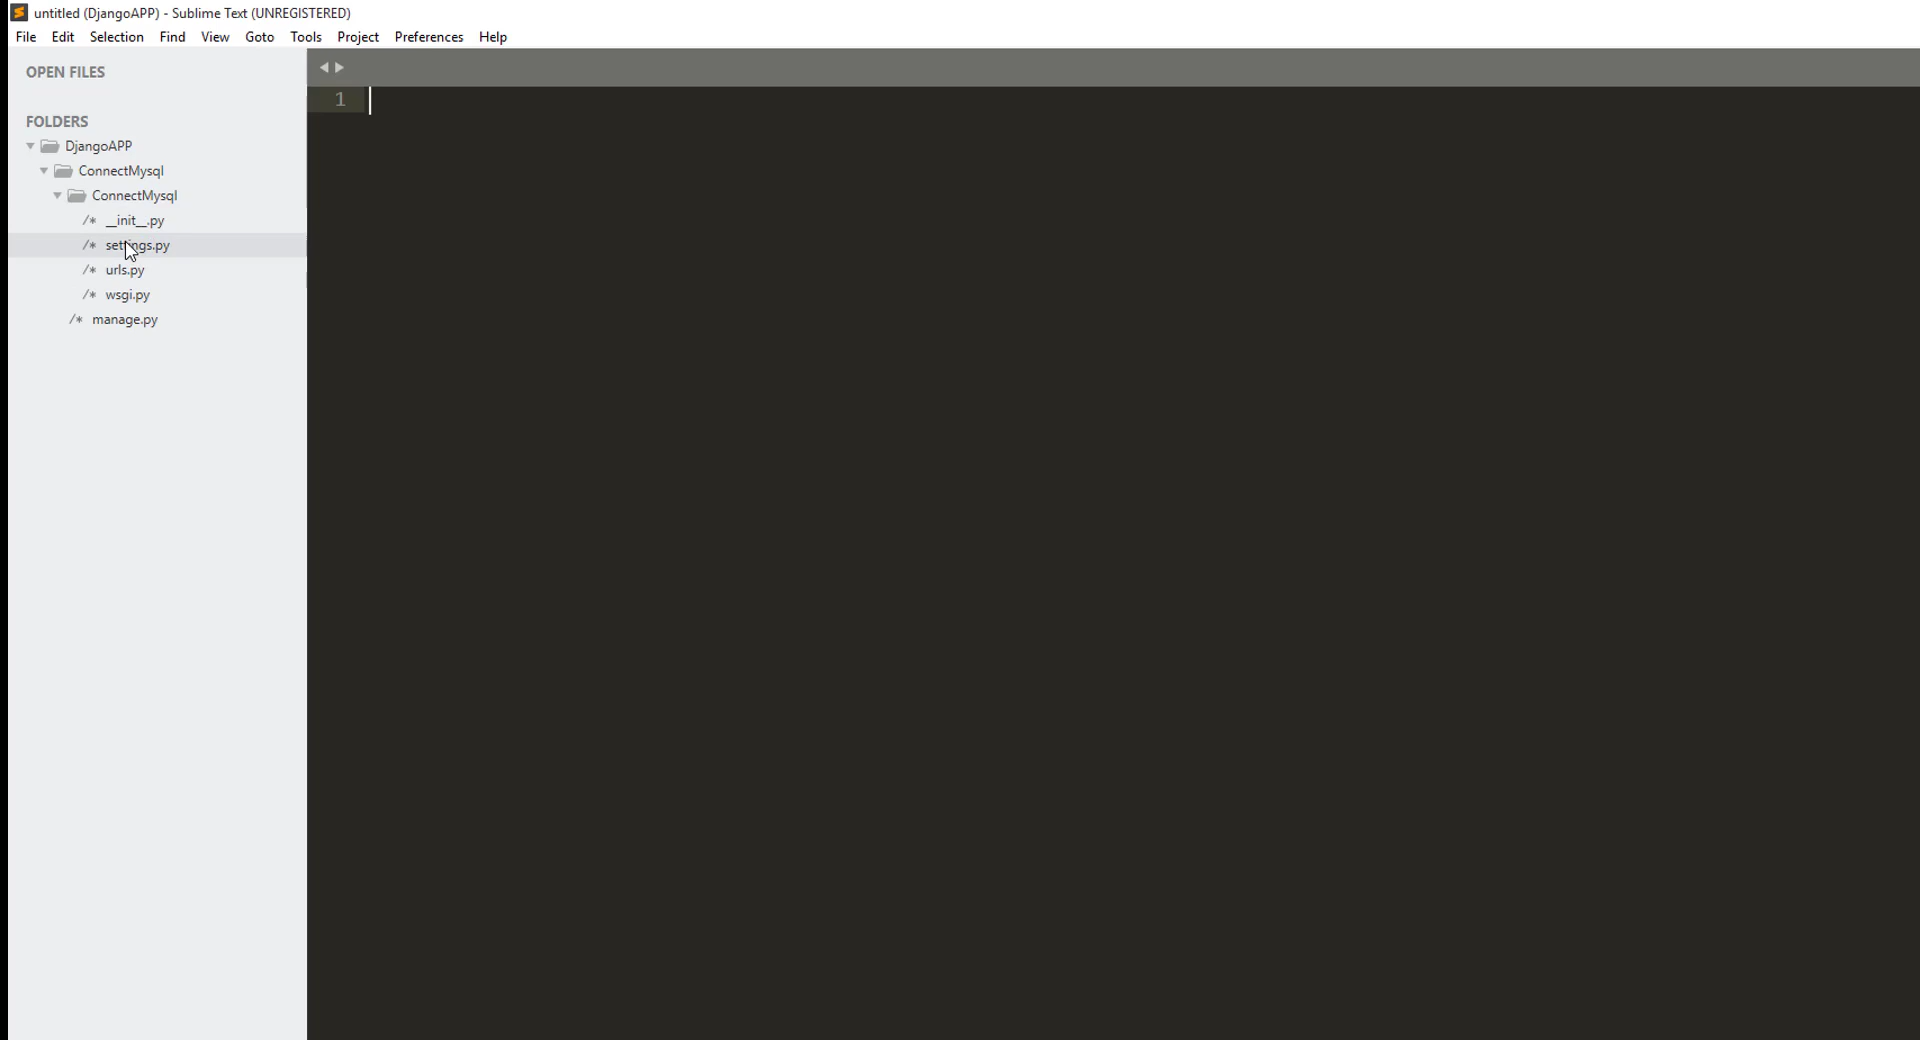 untitled (DjangoAPP) - Sublime Text (UNREGISTERED)
File Edit Selection Find View Goto Tools Project Preferences Help
OPEN FILES
FOLDERS
DjangoAPP
ConnectMysql
ConnectMysql
/* __init__.py
/* settings.py
/* urls.py
/* wsgi.py
/* manage.py
1